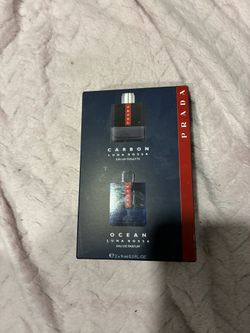 CARBON
LUNA ROSSA
EAU DE TOILETTE
PRADA
OCEAN
LUNA ROSSA
EAU DE PARFUM